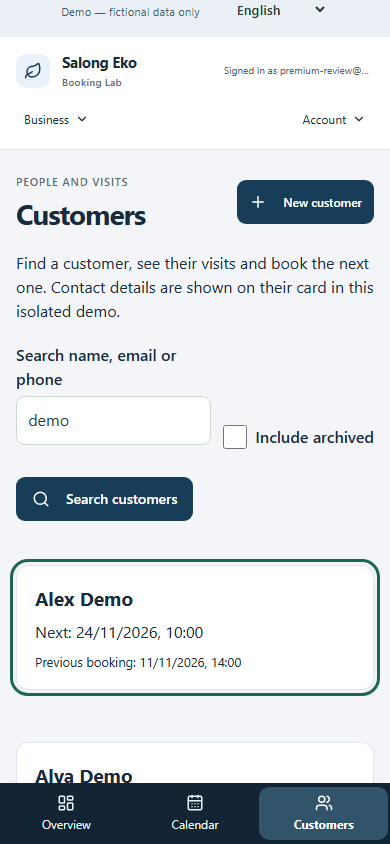 Demo — fictional data only
English
Salong Eko
Booking Lab
Signed in as premium-review@...
Business
Account
PEOPLE AND VISITS
Customers
New customer
Find a customer, see their visits and book the next
one. Contact details are shown on their card in this
isolated demo.
Search name, email or
phone
demo
Include archived
Search customers
Alex Demo
Next: 24/11/2026, 10:00
Previous booking: 11/11/2026, 14:00
Alva Demo
Overview
Calendar
Customers